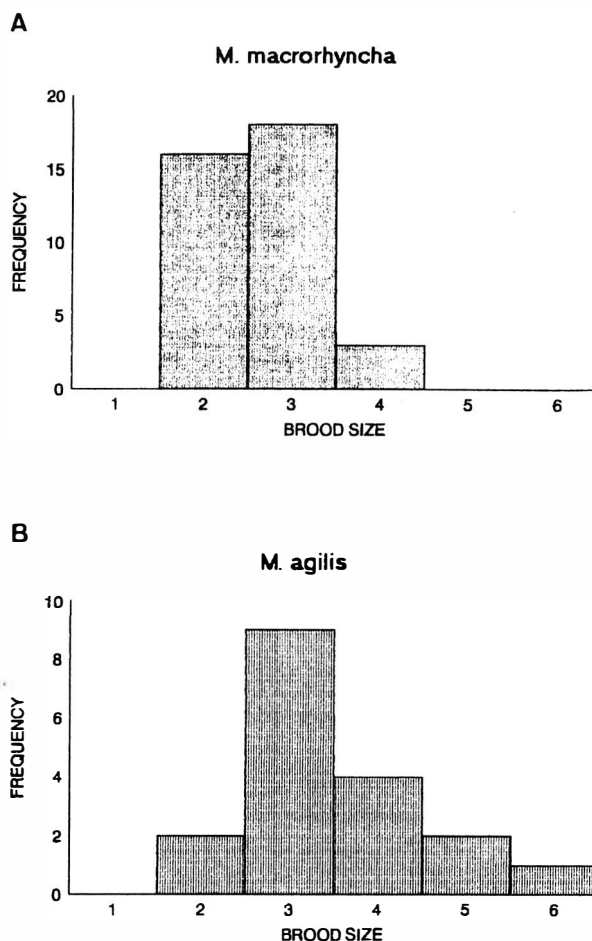 A
M. macrorhyncha
20
15
10
5
0
FREQUENCY
1 2 3 4 5 6
BROOD SIZE
B
M. agilis
10
8
6
4
2
0
FREQUENCY
1 2 3 4 5 6
BROOD SIZE